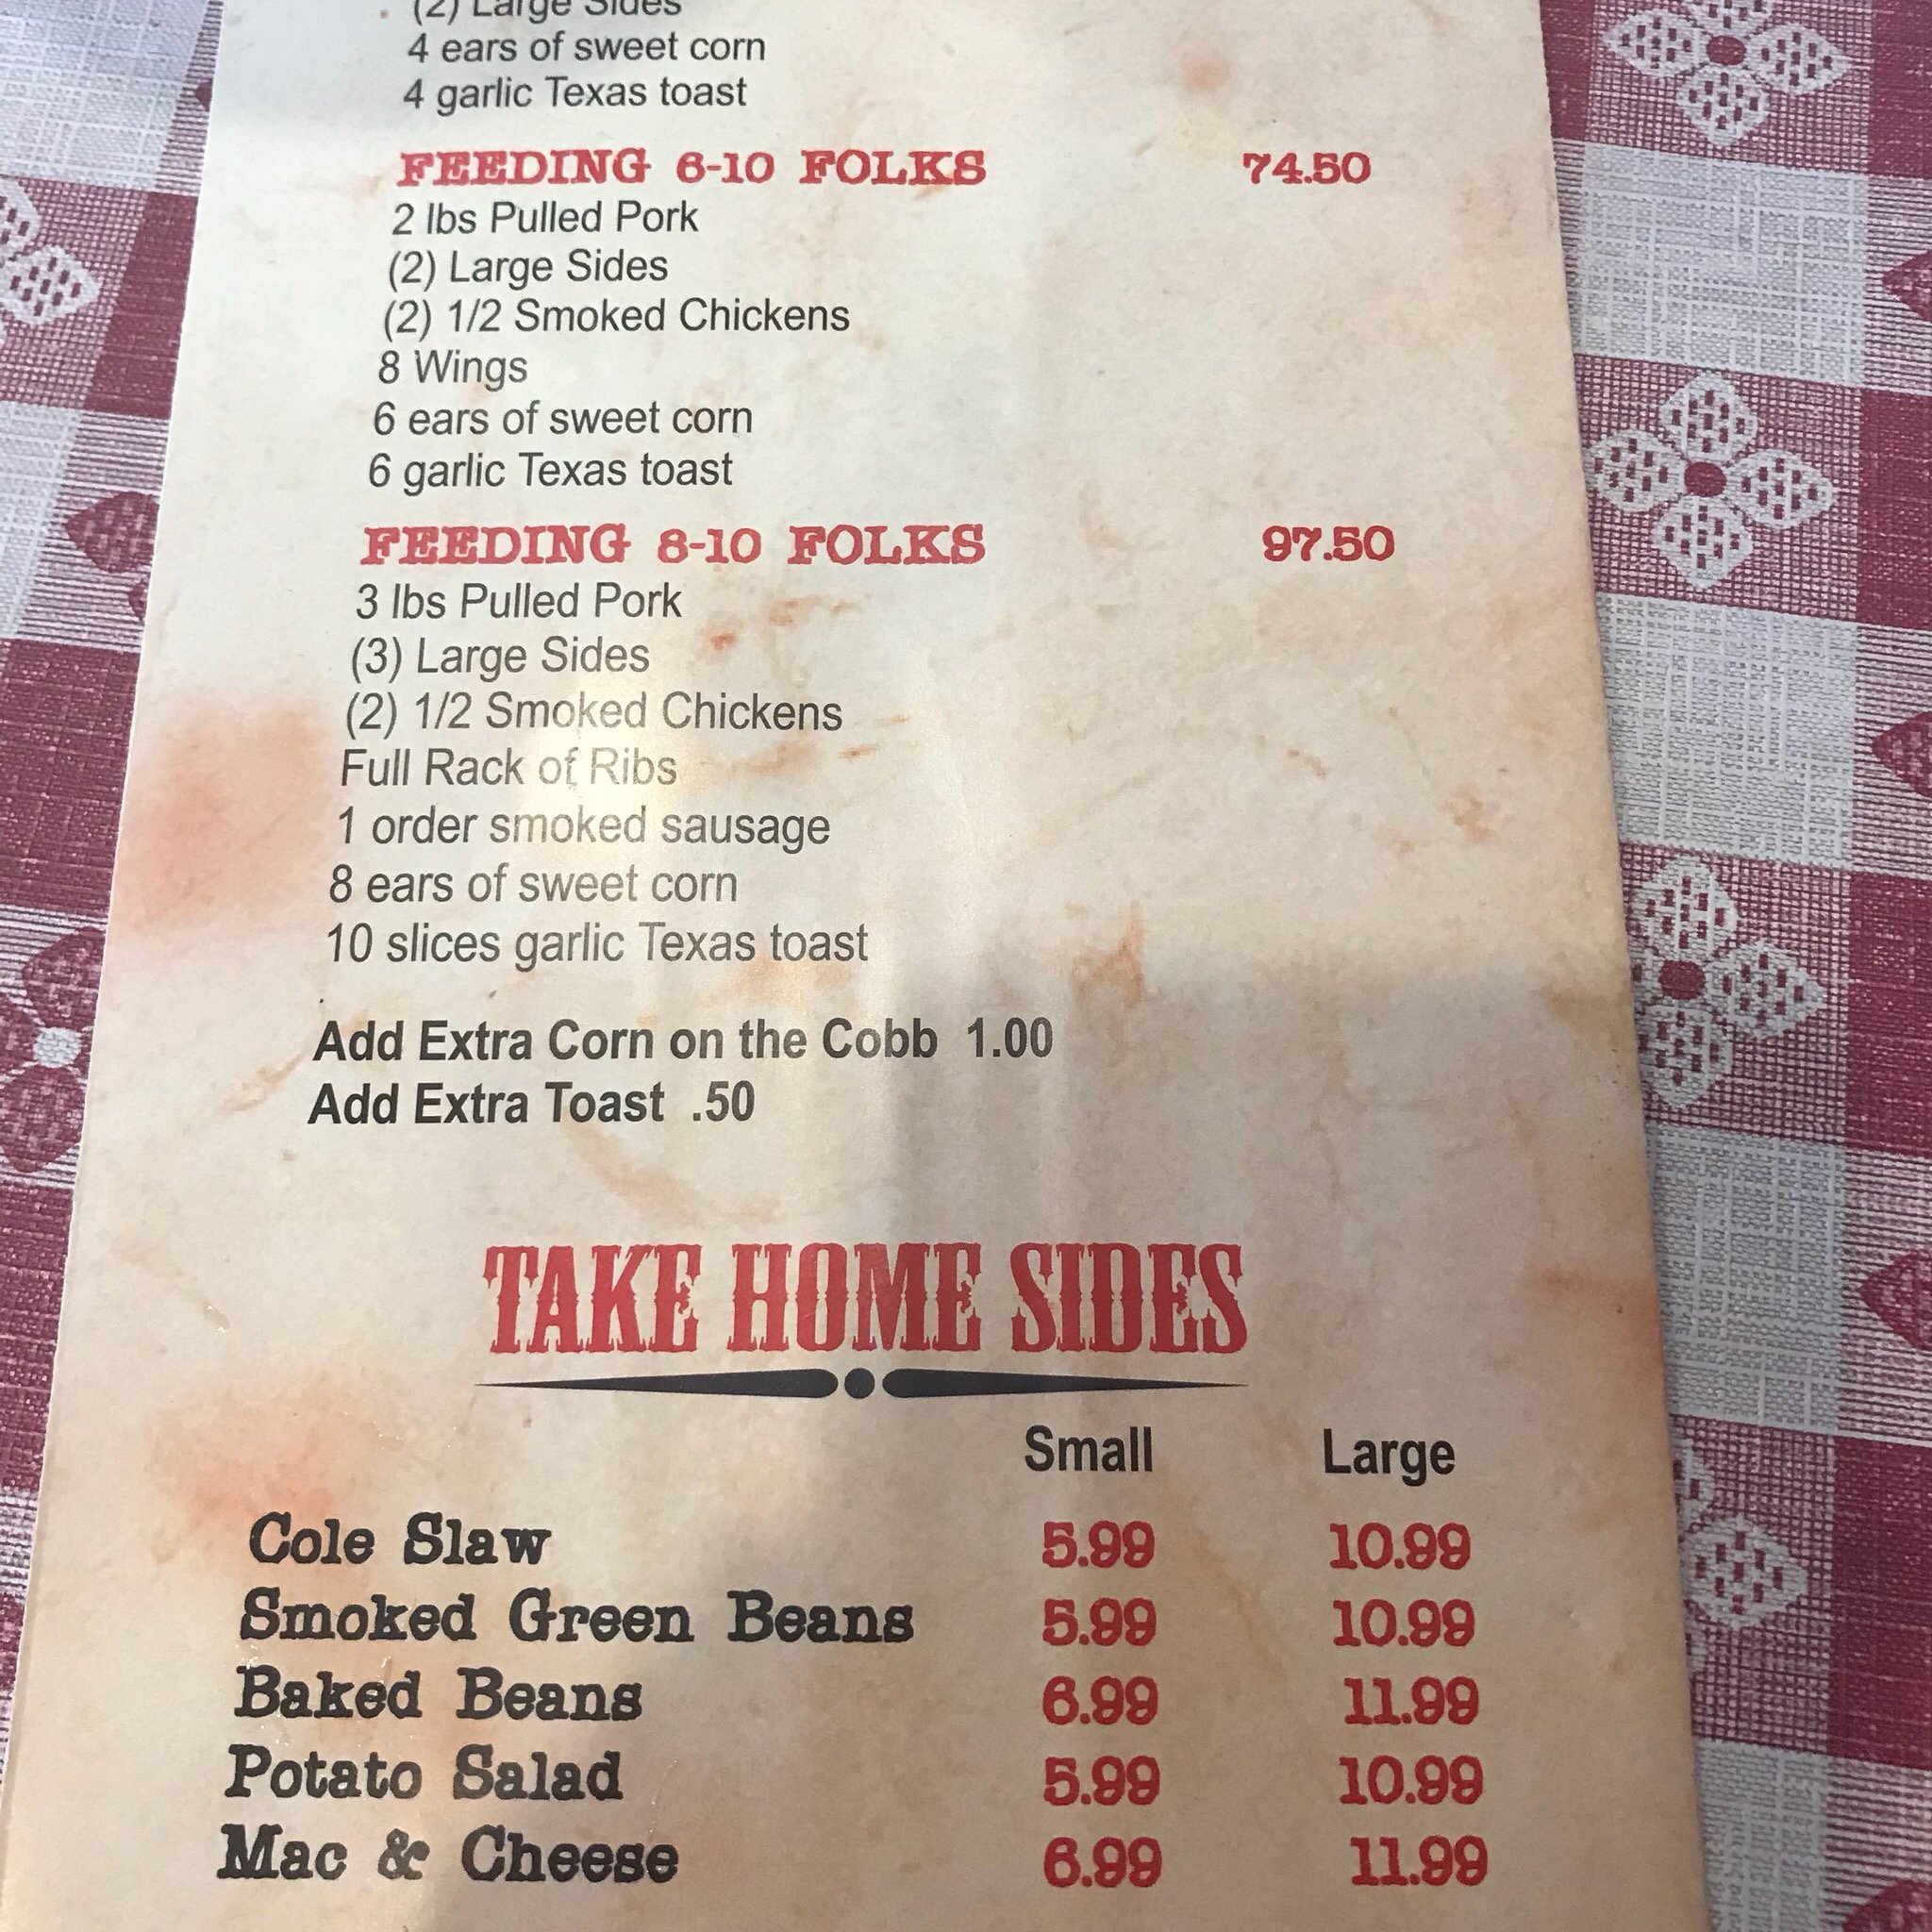 (2) Large Sides
4 ears of sweet corn
4 garlic Texas toast
FEEDING 6-10 FOLKS 74.50
2 lbs Pulled Pork
(2) Large Sides
(2) 1/2 Smoked Chickens
8 Wings
6 ears of sweet corn
6 garlic Texas toast
FEEDING 8-10 FOLKS 97.50
3 lbs Pulled Pork
(3) Large Sides
(2) 1/2 Smoked Chickens
Full Rack of Ribs
1 order smoked sausage
8 ears of sweet corn
10 slices garlic Texas toast
Add Extra Corn on the Cobb 1.00
Add Extra Toast .50
TAKE HOME SIDES
Small Large
Cole Slaw 5.99 10.99
Smoked Green Beans 5.99 10.99
Baked Beans 6.99 11.99
Potato Salad 5.99 10.99
Mac & Cheese 6.99 11.99